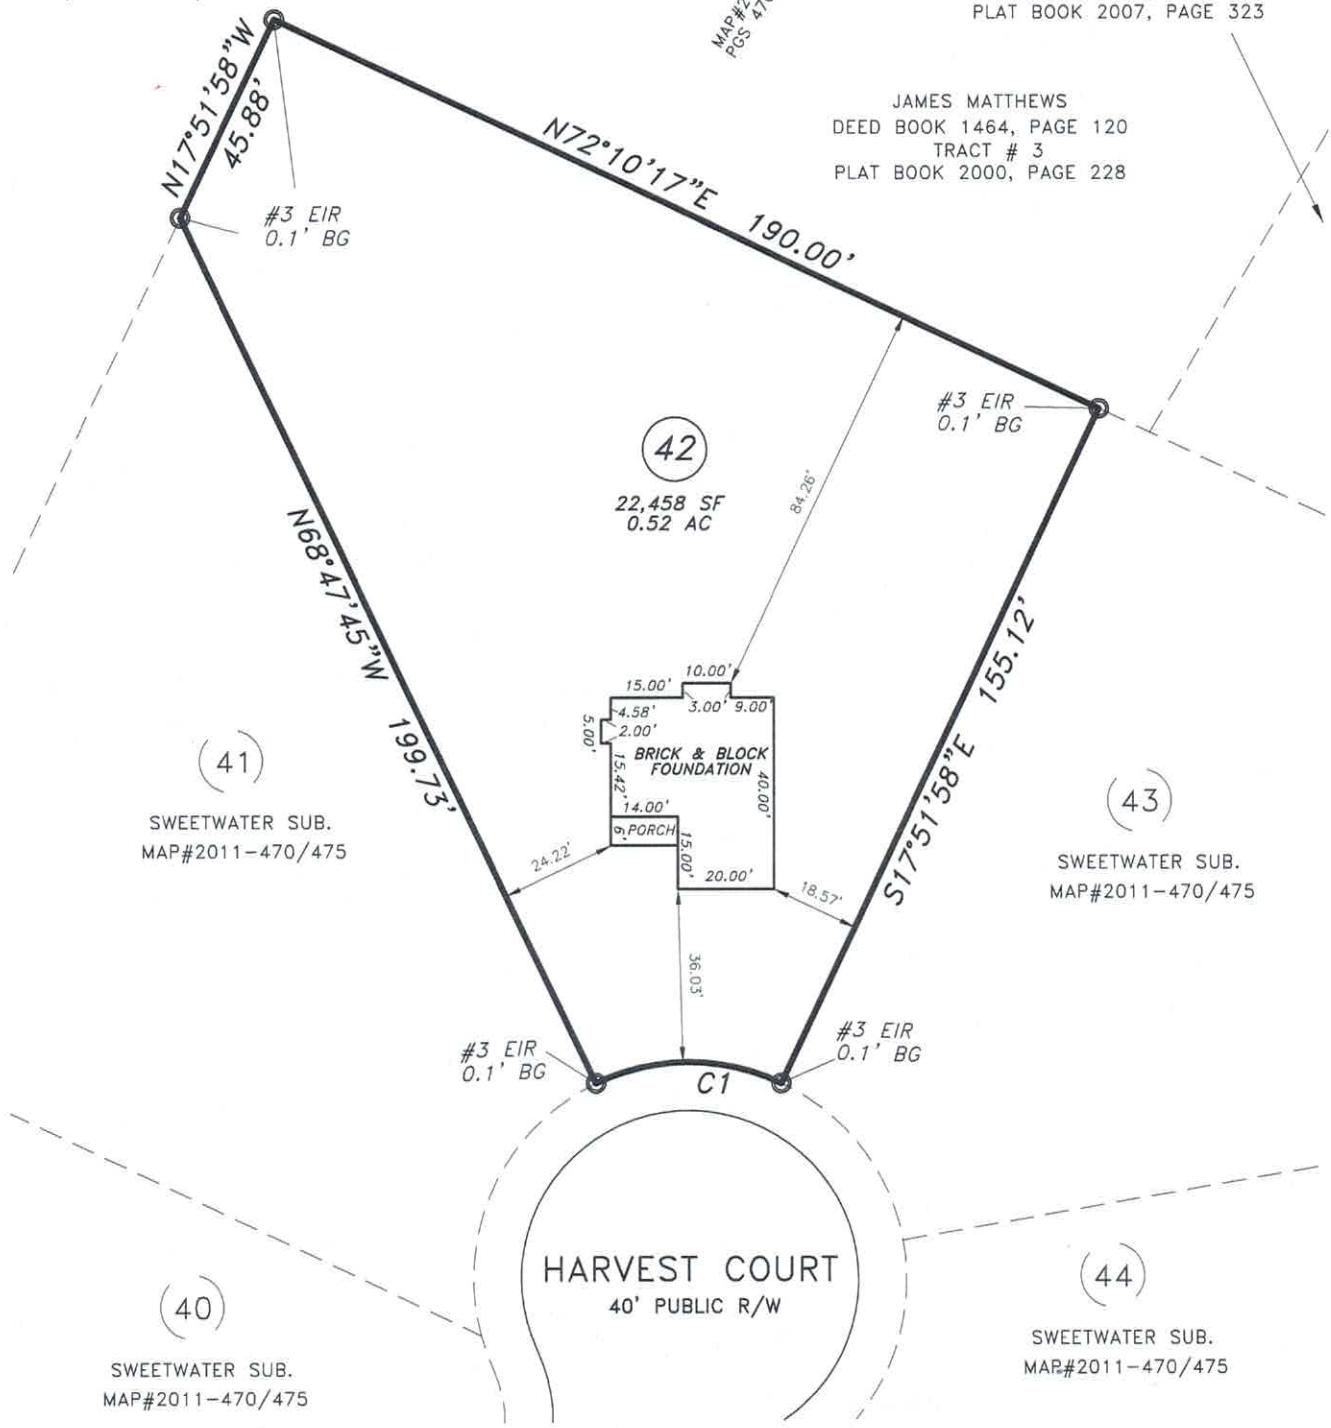 PLAT BOOK 2007, PAGE 323
MAP#2
PGS
JAMES MATTHEWS
DEED BOOK 1464, PAGE 120
TRACT # 3
PLAT BOOK 2000, PAGE 228
N17°51'58"W
45.88'
N72°10'17"E 190.00'
#3 EIR
0.1' BG
#3 EIR
0.1' BG
42
22,458 SF
0.52 AC
84.26'
N68°47'45"W 199.73'
S17°51'58"E 155.12'
10.00'
15.00'
3.00'
9.00'
4.58'
5.00'
2.00'
BRICK & BLOCK
FOUNDATION
15.42'
40.00'
14.00'
6'
PORCH
15.00'
20.00'
24.22'
18.57'
36.03'
41
SWEETWATER SUB.
MAP#2011-470/475
43
SWEETWATER SUB.
MAP#2011-470/475
#3 EIR
0.1' BG
#3 EIR
0.1' BG
C1
HARVEST COURT
40' PUBLIC R/W
40
SWEETWATER SUB.
MAP#2011-470/475
44
SWEETWATER SUB.
MAP#2011-470/475